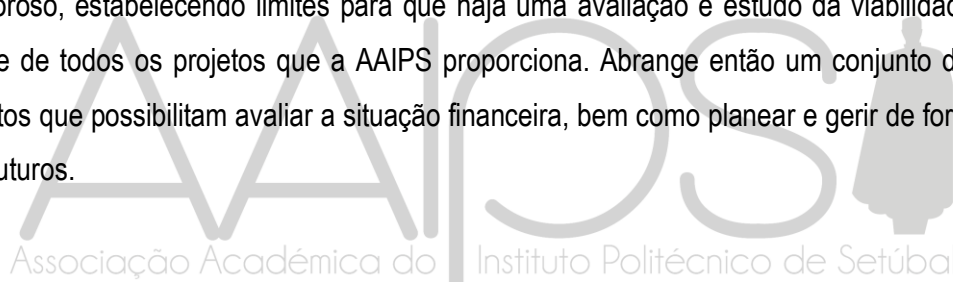 oroso, estabelecendo limites para que haja uma avaliação e estudo da viabilidad
e de todos os projetos que a AAIPS proporciona. Abrange então um conjunto d
tos que possibilitam avaliar a situação financeira, bem como planear e gerir de for
uturos.
AAIPS
Associação Académica do Instituto Politécnico de Setúbal